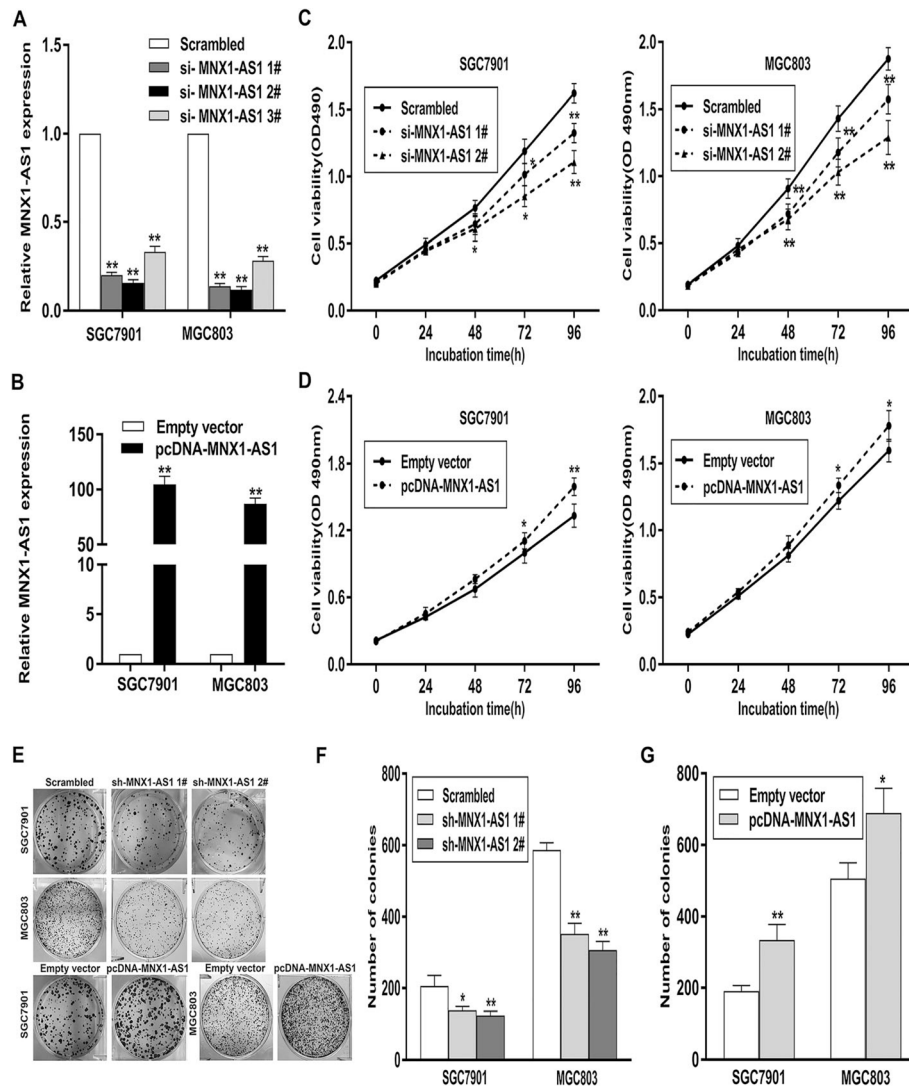 A
Relative MNX1-AS1 expression
1.5
1.0
0.5
0.0
Scrambled
si- MNX1-AS1 1#
si- MNX1-AS1 2#
si- MNX1-AS1 3#
** ** **
** ** **
SGC7901 MGC803
B
Relative MNX1-AS1 expression
150
100
50
10
5
1
0
Empty vector
pcDNA-MNX1-AS1
** **
SGC7901 MGC803
C
SGC7901
Cell viability(OD490)
2.0
1.5
1.0
0.5
0.0
Scrambled
si-MNX1-AS1 1#
si-MNX1-AS1 2#
**
*
**
*
*
0 24 48 72 96
Incubation time(h)
MGC803
Cell viability(OD 490nm)
2.0
1.5
1.0
0.5
0.0
Scrambled
si-MNX1-AS1 1#
si-MNX1-AS1 2#
**
**
**
**
**
**
0 24 48 72 96
Incubation time(h)
D
SGC7901
Cell viability(OD 490nm)
2.4
1.8
1.2
0.6
0.0
Empty vector
pcDNA-MNX1-AS1
**
*
0 24 48 72 96
Incubation time(h)
MGC803
Cell viability(OD 490nm)
2.0
1.5
1.0
0.5
0.0
Empty vector
pcDNA-MNX1-AS1
*
*
0 24 48 72 96
Incubation time(h)
E
Scrambled sh-MNX1-AS1 1# sh-MNX1-AS1 2#
SGC7901
MGC803
Empty vector pcDNA-MNX1-AS1 Empty vector pcDNA-MNX1-AS1
SGC7901
MGC803
F
Number of colonies
800
600
400
200
0
Scrambled
sh-MNX1-AS1 1#
sh-MNX1-AS1 2#
* **
** **
SGC7901 MGC803
G
Number of colonies
800
600
400
200
0
Empty vector
pcDNA-MNX1-AS1
**
*
SGC7901 MGC803